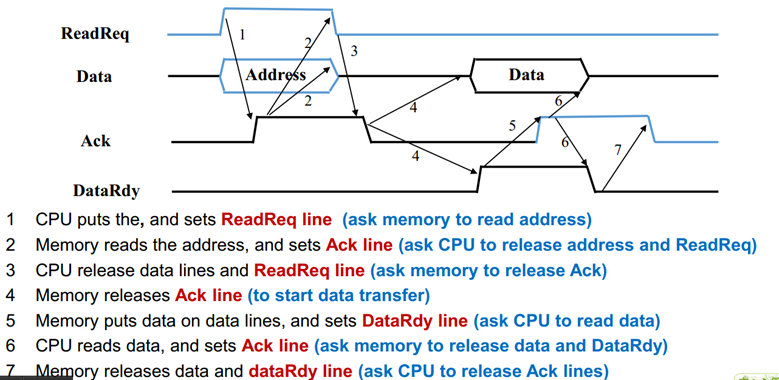 ReadReq
1
2
3
Data
Address
2
Data
4
6
Ack
5
4
6
7
DataRdy
1 CPU puts the, and sets ReadReq line (ask memory to read address)
2 Memory reads the address, and sets Ack line (ask CPU to release address and ReadReq)
3 CPU release data lines and ReadReq line (ask memory to release Ack)
4 Memory releases Ack line (to start data transfer)
5 Memory puts data on data lines, and sets DataRdy line (ask CPU to read data)
6 CPU reads data, and sets Ack line (ask memory to release data and DataRdy)
7 Memory releases data and dataRdy line (ask CPU to release Ack lines)